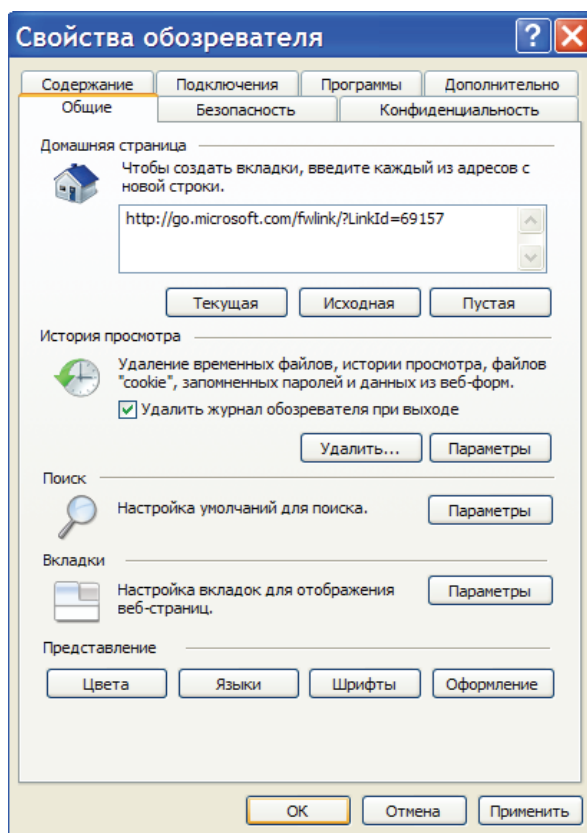 Свойства обозревателя
Содержание Подключения Программы Дополнительно
Общие Безопасность Конфиденциальность
Домашняя страница
Чтобы создать вкладки, введите каждый из адресов с
новой строки.
http://go.microsoft.com/fwlink/?LinkId=69157
Текущая Исходная Пустая
История просмотра
Удаление временных файлов, истории просмотра, файлов
"cookie", запомненных паролей и данных из веб-форм.
Удалить журнал обозревателя при выходе
Удалить... Параметры
Поиск
Настройка умолчаний для поиска. Параметры
Вкладки
Настройка вкладок для отображения
веб-страниц. Параметры
Представление
Цвета Языки Шрифты Оформление
ОК Отмена Применить